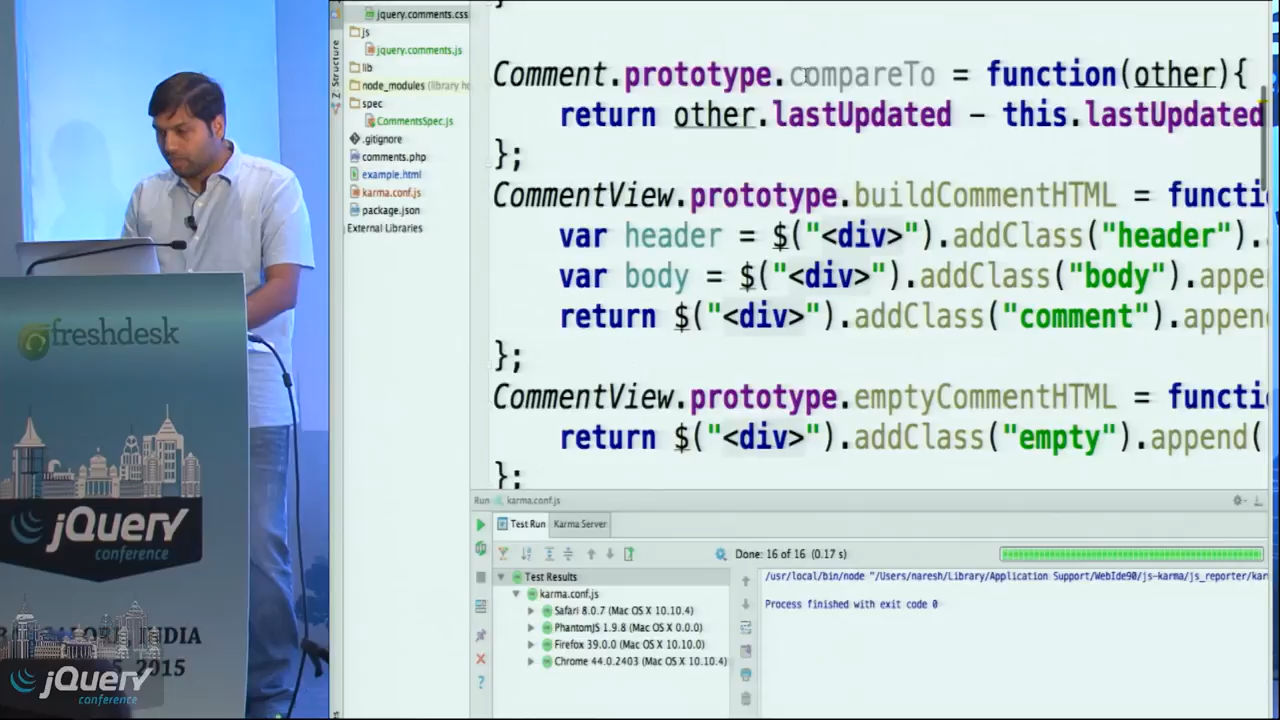 jquery.comments.css
js
jquery.comments.js
lib
node_modules (library ho
spec
CommentsSpec.js
.gitignore
comments.php
example.html
karma.conf.js
package.json
External Libraries
Z: Structure
Comment.prototype.compareTo = function(other){
return other.lastUpdated - this.lastUpdated
};
CommentView.prototype.buildCommentHTML = functi
var header = $("<div>").addClass("header").
var body = $("<div>").addClass("body").appe
return $("<div>").addClass("comment").appen
};
CommentView.prototype.emptyCommentHTML = functi
return $("<div>").addClass("empty").append(
};
Run karma.conf.js
Test Run Karma Server
Done: 16 of 16 (0.17 s)
Test Results
karma.conf.js
Safari 8.0.7 (Mac OS X 10.10.4)
PhantomJS 1.9.8 (Mac OS X 0.0.0)
Firefox 39.0.0 (Mac OS X 10.10.0)
Chrome 44.0.2403 (Mac OS X 10.10.4)
/usr/local/bin/node "/Users/naresh/Library/Application Support/WebIde90/js-karma/js_reporter/kar
Process finished with exit code 0
freshdesk
jQuery
conference
INDIA
2015
jQuery
conference